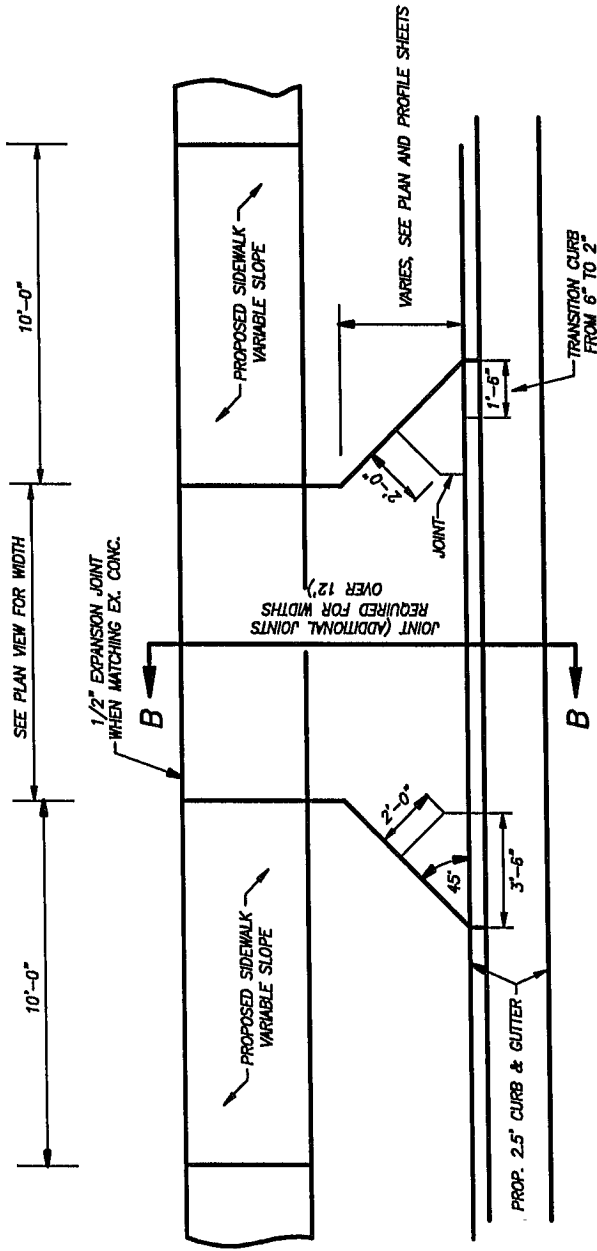 10'-0"
SEE PLAN VIEW FOR WIDTH
10'-0"
1/2" EXPANSION JOINT
WHEN MATCHING EX. CONC.
PROPOSED SIDEWALK
VARIABLE SLOPE
PROPOSED SIDEWALK
VARIABLE SLOPE
B
JOINT (ADDITIONAL JOINTS
REQUIRED FOR WIDTHS
OVER 12')
VARIES, SEE PLAN AND PROFILE SHEETS
2'-0"
45°
3'-6"
2'-0"
JOINT
1'-6"
TRANSITION CURB
FROM 6" TO 2"
PROP. 2.5' CURB & GUTTER
B